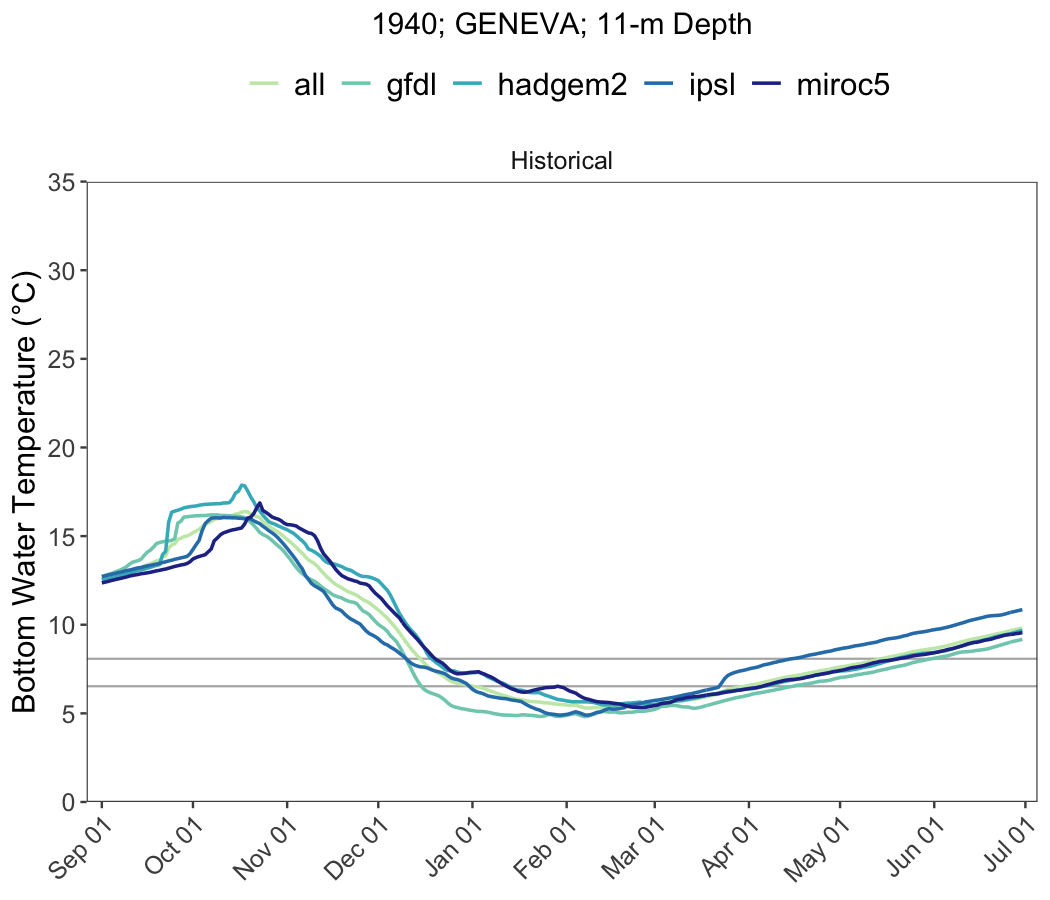 1940; GENEVA; 11-m Depth
all gfdl hadgem2 ipsl miroc5
Historical
Bottom Water Temperature (°C)
35
30
25
20
15
10
5
0
Sep 01 Oct 01 Nov 01 Dec 01 Jan 01 Feb 01 Mar 01 Apr 01 May 01 Jun 01 Jul 01